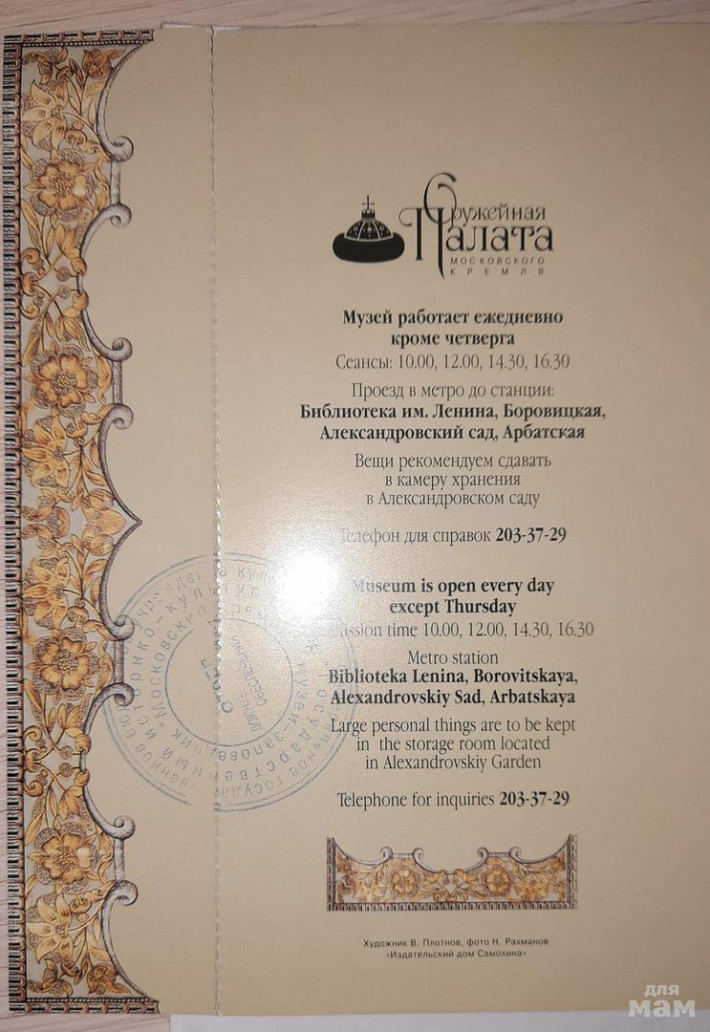 Оружейная
Палата
МОСКОВСКОГО
КРЕМЛЯ
Музей работает ежедневно
кроме четверга
Сеансы: 10.00, 12.00, 14.30, 16.30
Проезд в метро до станции:
Библиотека им. Ленина, Боровицкая,
Александровский сад, Арбатская
Вещи рекомендуем сдавать
в камеру хранения
в Александровском саду
Телефон для справок 203-37-29
Museum is open every day
except Thursday
time 10.00, 12.00, 14.30, 16.30
Metro station
Biblioteka Lenina, Borovitskaya,
Alexandrovskiy Sad, Arbatskaya
Large personal things are to be kept
in the storage room located
in Alexandrovskiy Garden
Telephone for inquiries 203-37-29
Художник В. Плотнов, фото Н. Рахманов
«Издательский дом Самохина»
для
мам